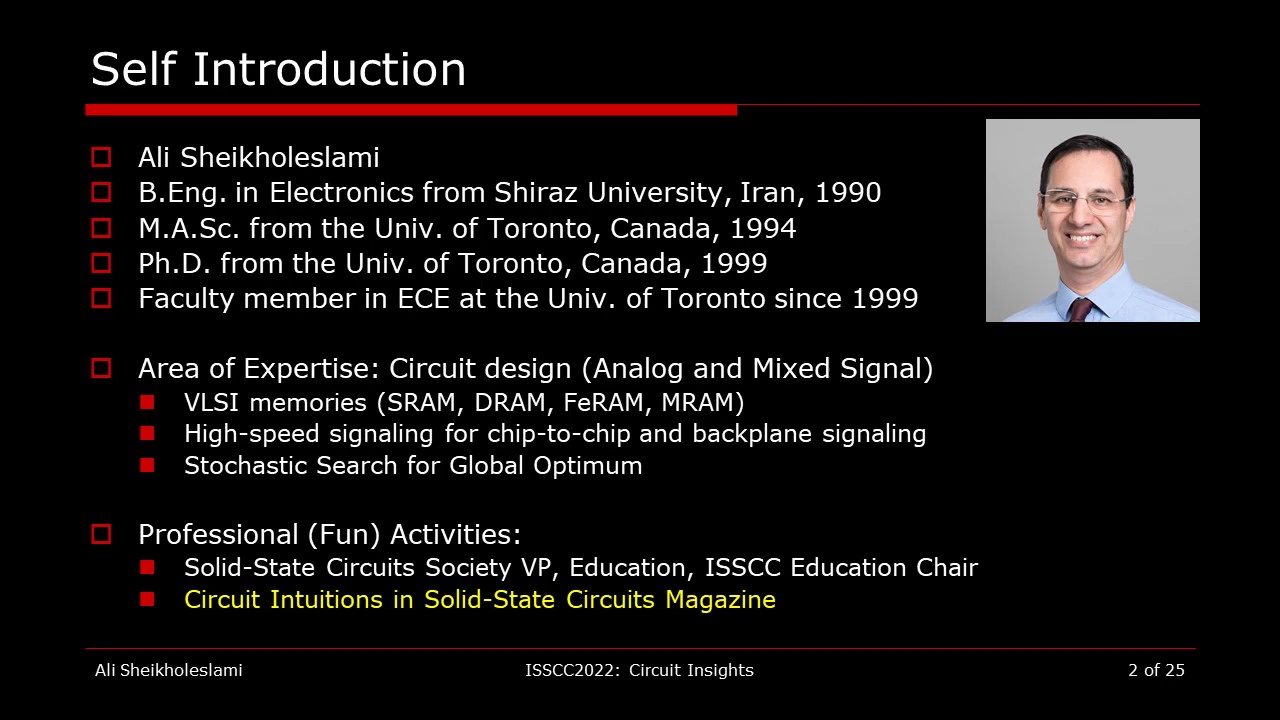 Self Introduction
Ali Sheikholeslami
B.Eng. in Electronics from Shiraz University, Iran, 1990
M.A.Sc. from the Univ. of Toronto, Canada, 1994
Ph.D. from the Univ. of Toronto, Canada, 1999
Faculty member in ECE at the Univ. of Toronto since 1999
Area of Expertise: Circuit design (Analog and Mixed Signal)
VLSI memories (SRAM, DRAM, FeRAM, MRAM)
High-speed signaling for chip-to-chip and backplane signaling
Stochastic Search for Global Optimum
Professional (Fun) Activities:
Solid-State Circuits Society VP, Education, ISSCC Education Chair
Circuit Intuitions in Solid-State Circuits Magazine
Ali Sheikholeslami
ISSCC2022: Circuit Insights
2 of 25